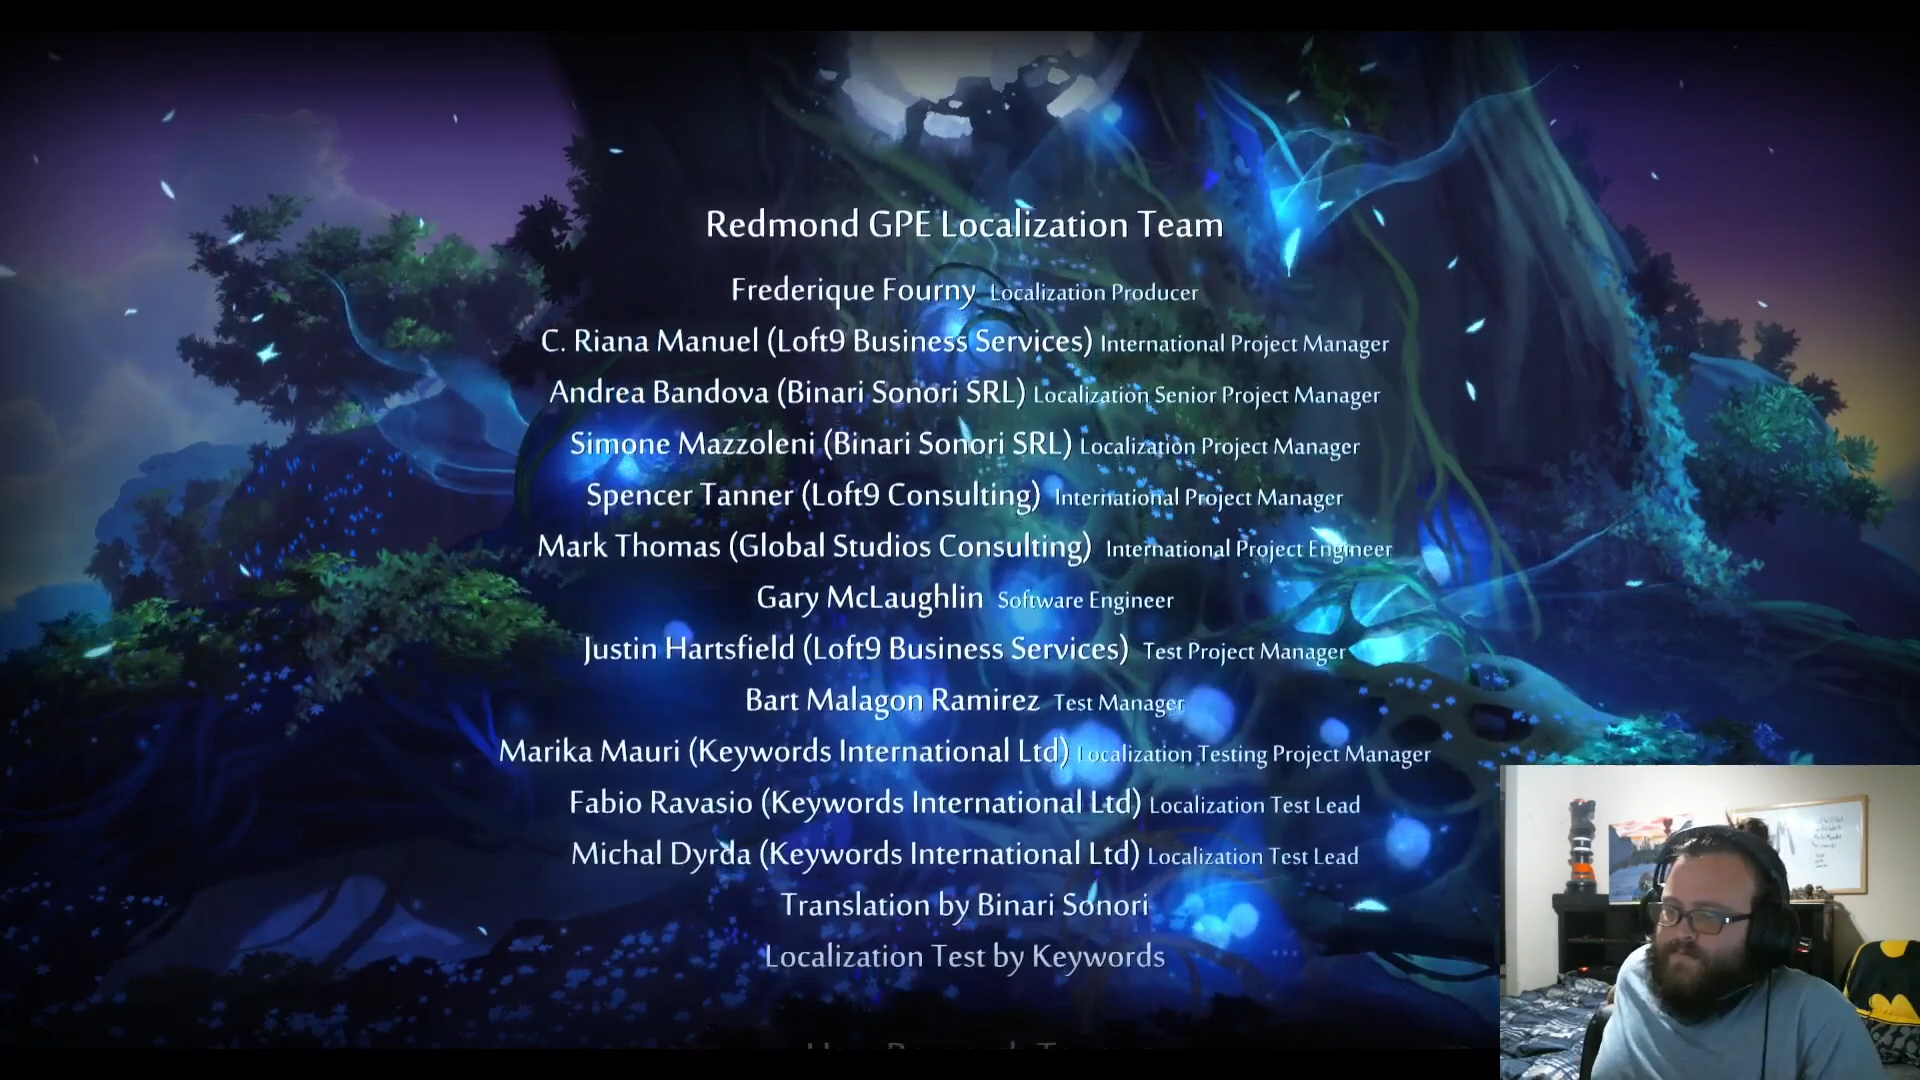 Redmond GPE Localization Team
Frederique Fourny Localization Producer
C. Riana Manuel (Loft9 Business Services) International Project Manager
Andrea Bandova (Binari Sonori SRL) Localization Senior Project Manager
Simone Mazzoleni (Binari Sonori SRL) Localization Project Manager
Spencer Tanner (Loft9 Consulting) International Project Manager
Mark Thomas (Global Studios Consulting) International Project Engineer
Gary McLaughlin Software Engineer
Justin Hartsfield (Loft9 Business Services) Test Project Manager
Bart Malagon Ramirez Test Manager
Marika Mauri (Keywords International Ltd) Localization Testing Project Manager
Fabio Ravasio (Keywords International Ltd) Localization Test Lead
Michal Dyrda (Keywords International Ltd) Localization Test Lead
Translation by Binari Sonori
Localization Test by Keywords